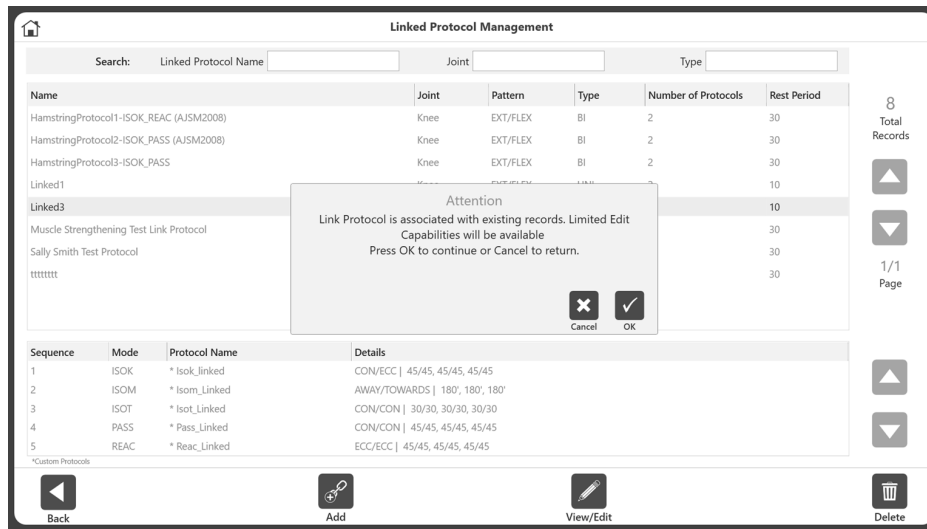 Linked Protocol Management
Search: Linked Protocol Name Joint Type
Name Joint Pattern Type Number of Protocols Rest Period
HamstringProtocol1-ISOK_REAC (AJSM2008) Knee EXT/FLEX BI 2 30
HamstringProtocol2-ISOK_PASS (AJSM2008) Knee EXT/FLEX BI 2 30
HamstringProtocol3-ISOK_PASS Knee EXT/FLEX BI 2 30
Linked1 10
Linked3 10
Muscle Strengthening Test Link Protocol 30
Sally Smith Test Protocol 30
tttttttt 30
8
Total
Records
1/1
Page
Attention
Link Protocol is associated with existing records. Limited Edit
Capabilities will be available
Press OK to continue or Cancel to return.
Cancel OK
Sequence Mode Protocol Name Details
1 ISOK * Isok_linked CON/ECC | 45/45, 45/45, 45/45
2 ISOM * Isom_Linked AWAY/TOWARDS | 180', 180', 180'
3 ISOT * Isot_Linked CON/CON | 30/30, 30/30, 30/30
4 PASS * Pass_Linked CON/CON | 45/45, 45/45, 45/45
5 REAC * Reac_Linked ECC/ECC | 45/45, 45/45, 45/45
*Custom Protocols
Back Add View/Edit Delete